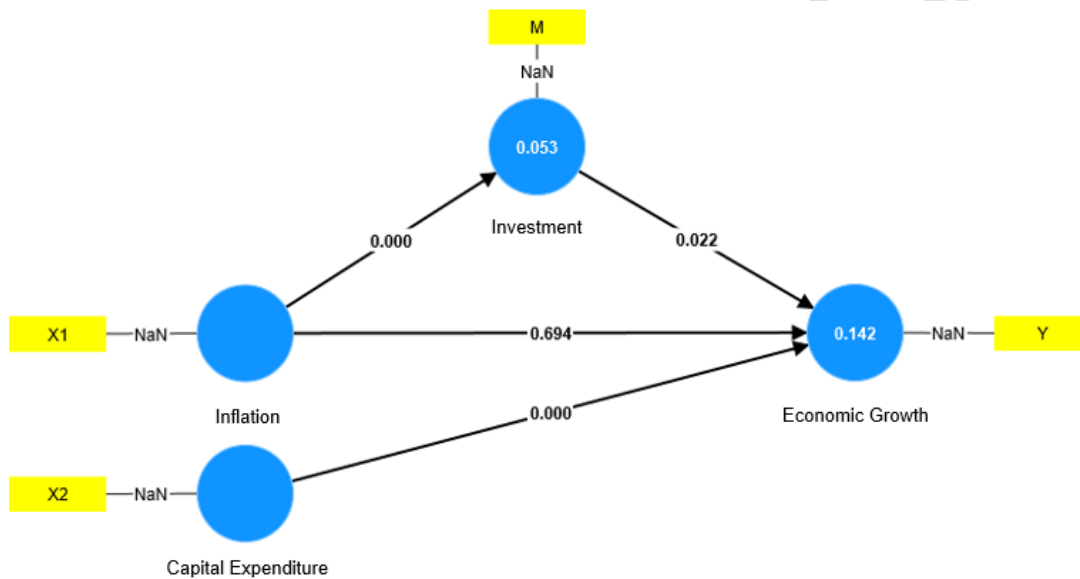 M
NaN
0.053
Investment
0.000
0.022
X1
NaN
0.694
0.142
NaN
Y
Inflation
Economic Growth
0.000
X2
NaN
Capital Expenditure